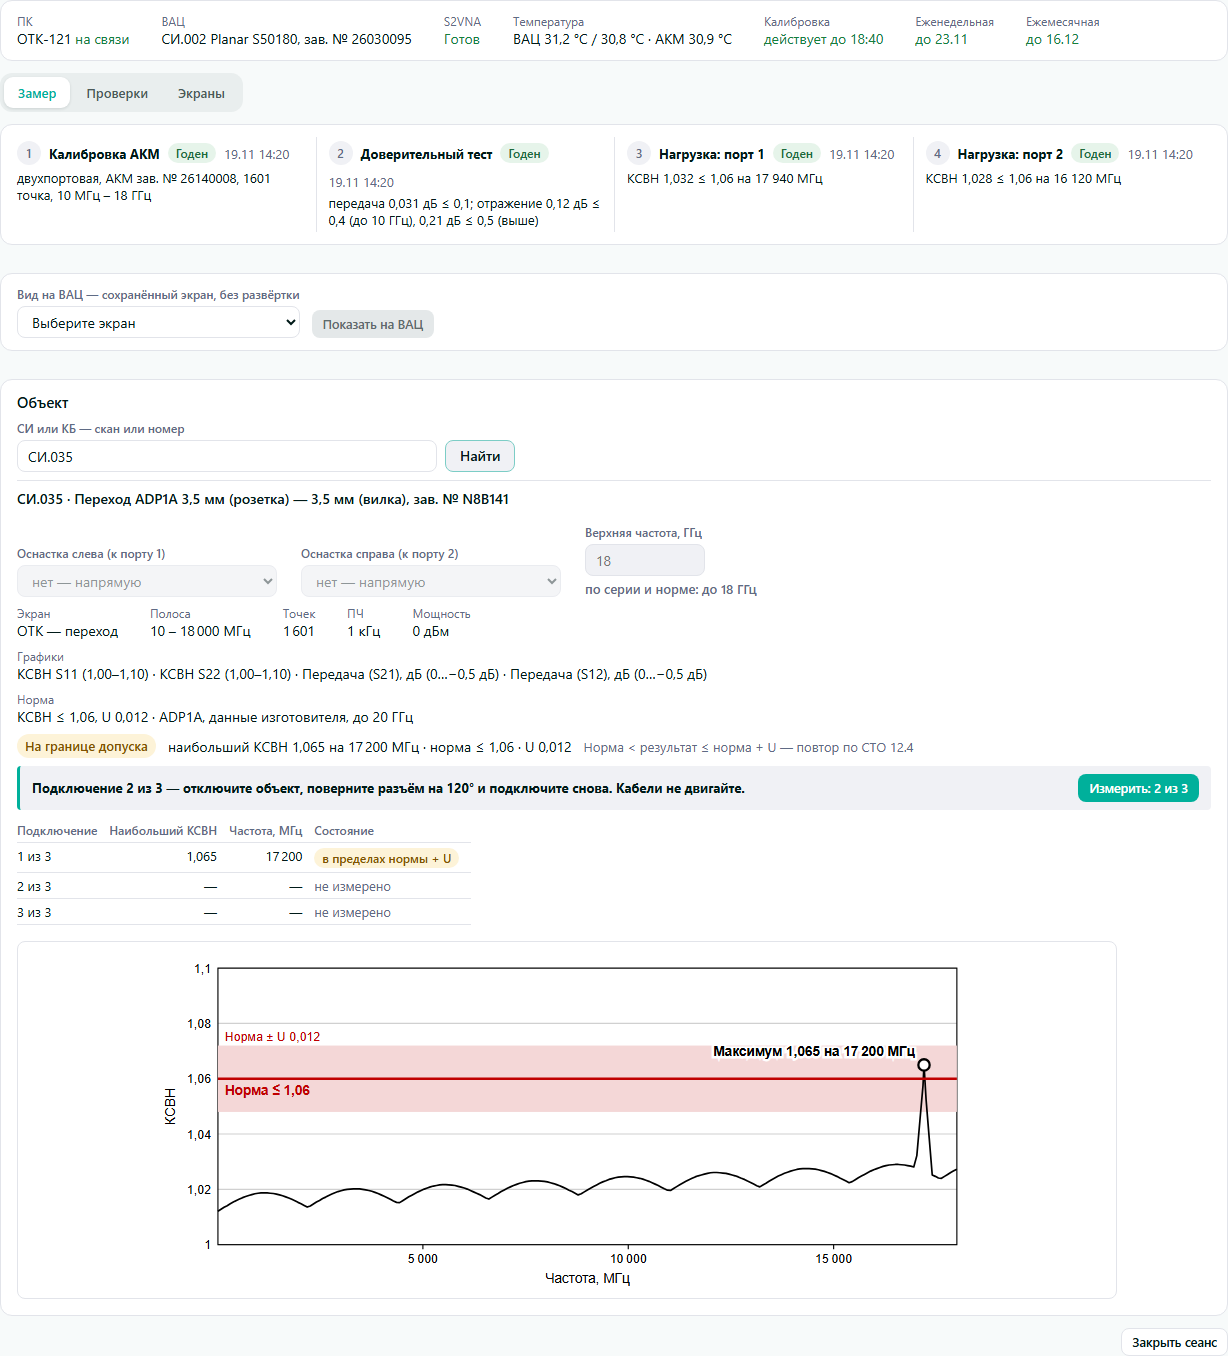 ПК
ОТК-121 на связи
ВАЦ
СИ.002 Planar S50180, зав. № 26030095
S2VNA
Готов
Температура
ВАЦ 31,2 °C / 30,8 °C · АКМ 30,9 °C
Калибровка
действует до 18:40
Еженедельная
до 23.11
Ежемесячная
до 16.12
Замер
Проверки
Экраны
1 Калибровка АКМ Годен 19.11 14:20
двухпортовая, АКМ зав. № 26140008, 1601
точка, 10 МГц – 18 ГГц
2 Доверительный тест Годен
19.11 14:20
передача 0,031 дБ ≤ 0,1; отражение 0,12 дБ ≤
0,4 (до 10 ГГц), 0,21 дБ ≤ 0,5 (выше)
3 Нагрузка: порт 1 Годен 19.11 14:20
КСВН 1,032 ≤ 1,06 на 17 940 МГц
4 Нагрузка: порт 2 Годен 19.11 14:20
КСВН 1,028 ≤ 1,06 на 16 120 МГц
Вид на ВАЦ — сохранённый экран, без развёртки
Выберите экран
Показать на ВАЦ
Объект
СИ или КБ — скан или номер
СИ.035
Найти
СИ.035 · Переход ADP1A 3,5 мм (розетка) — 3,5 мм (вилка), зав. № N8B141
Оснастка слева (к порту 1)
нет — напрямую
Оснастка справа (к порту 2)
нет — напрямую
Верхняя частота, ГГц
18
по серии и норме: до 18 ГГц
Экран
ОТК — переход
Полоса
10 – 18 000 МГц
Точек
1 601
ПЧ
1 кГц
Мощность
0 дБм
Графики
КСВН S11 (1,00–1,10) · КСВН S22 (1,00–1,10) · Передача (S21), дБ (0…−0,5 дБ) · Передача (S12), дБ (0…−0,5 дБ)
Норма
КСВН ≤ 1,06, U 0,012 · ADP1A, данные изготовителя, до 20 ГГц
На границе допуска наибольший КСВН 1,065 на 17 200 МГц · норма ≤ 1,06 · U 0,012 Норма < результат ≤ норма + U — повтор по СТО 12.4
Подключение 2 из 3 — отключите объект, поверните разъём на 120° и подключите снова. Кабели не двигайте.
Измерить: 2 из 3
Подключение Наибольший КСВН Частота, МГц Состояние
1 из 3 1,065 17 200 в пределах нормы + U
2 из 3 — — не измерено
3 из 3 — — не измерено
1,1
1,08
1,06
1,04
1,02
1
КСВН
Норма ± U 0,012
Максимум 1,065 на 17 200 МГц
Норма ≤ 1,06
5 000
10 000
15 000
Частота, МГц
Закрыть сеанс